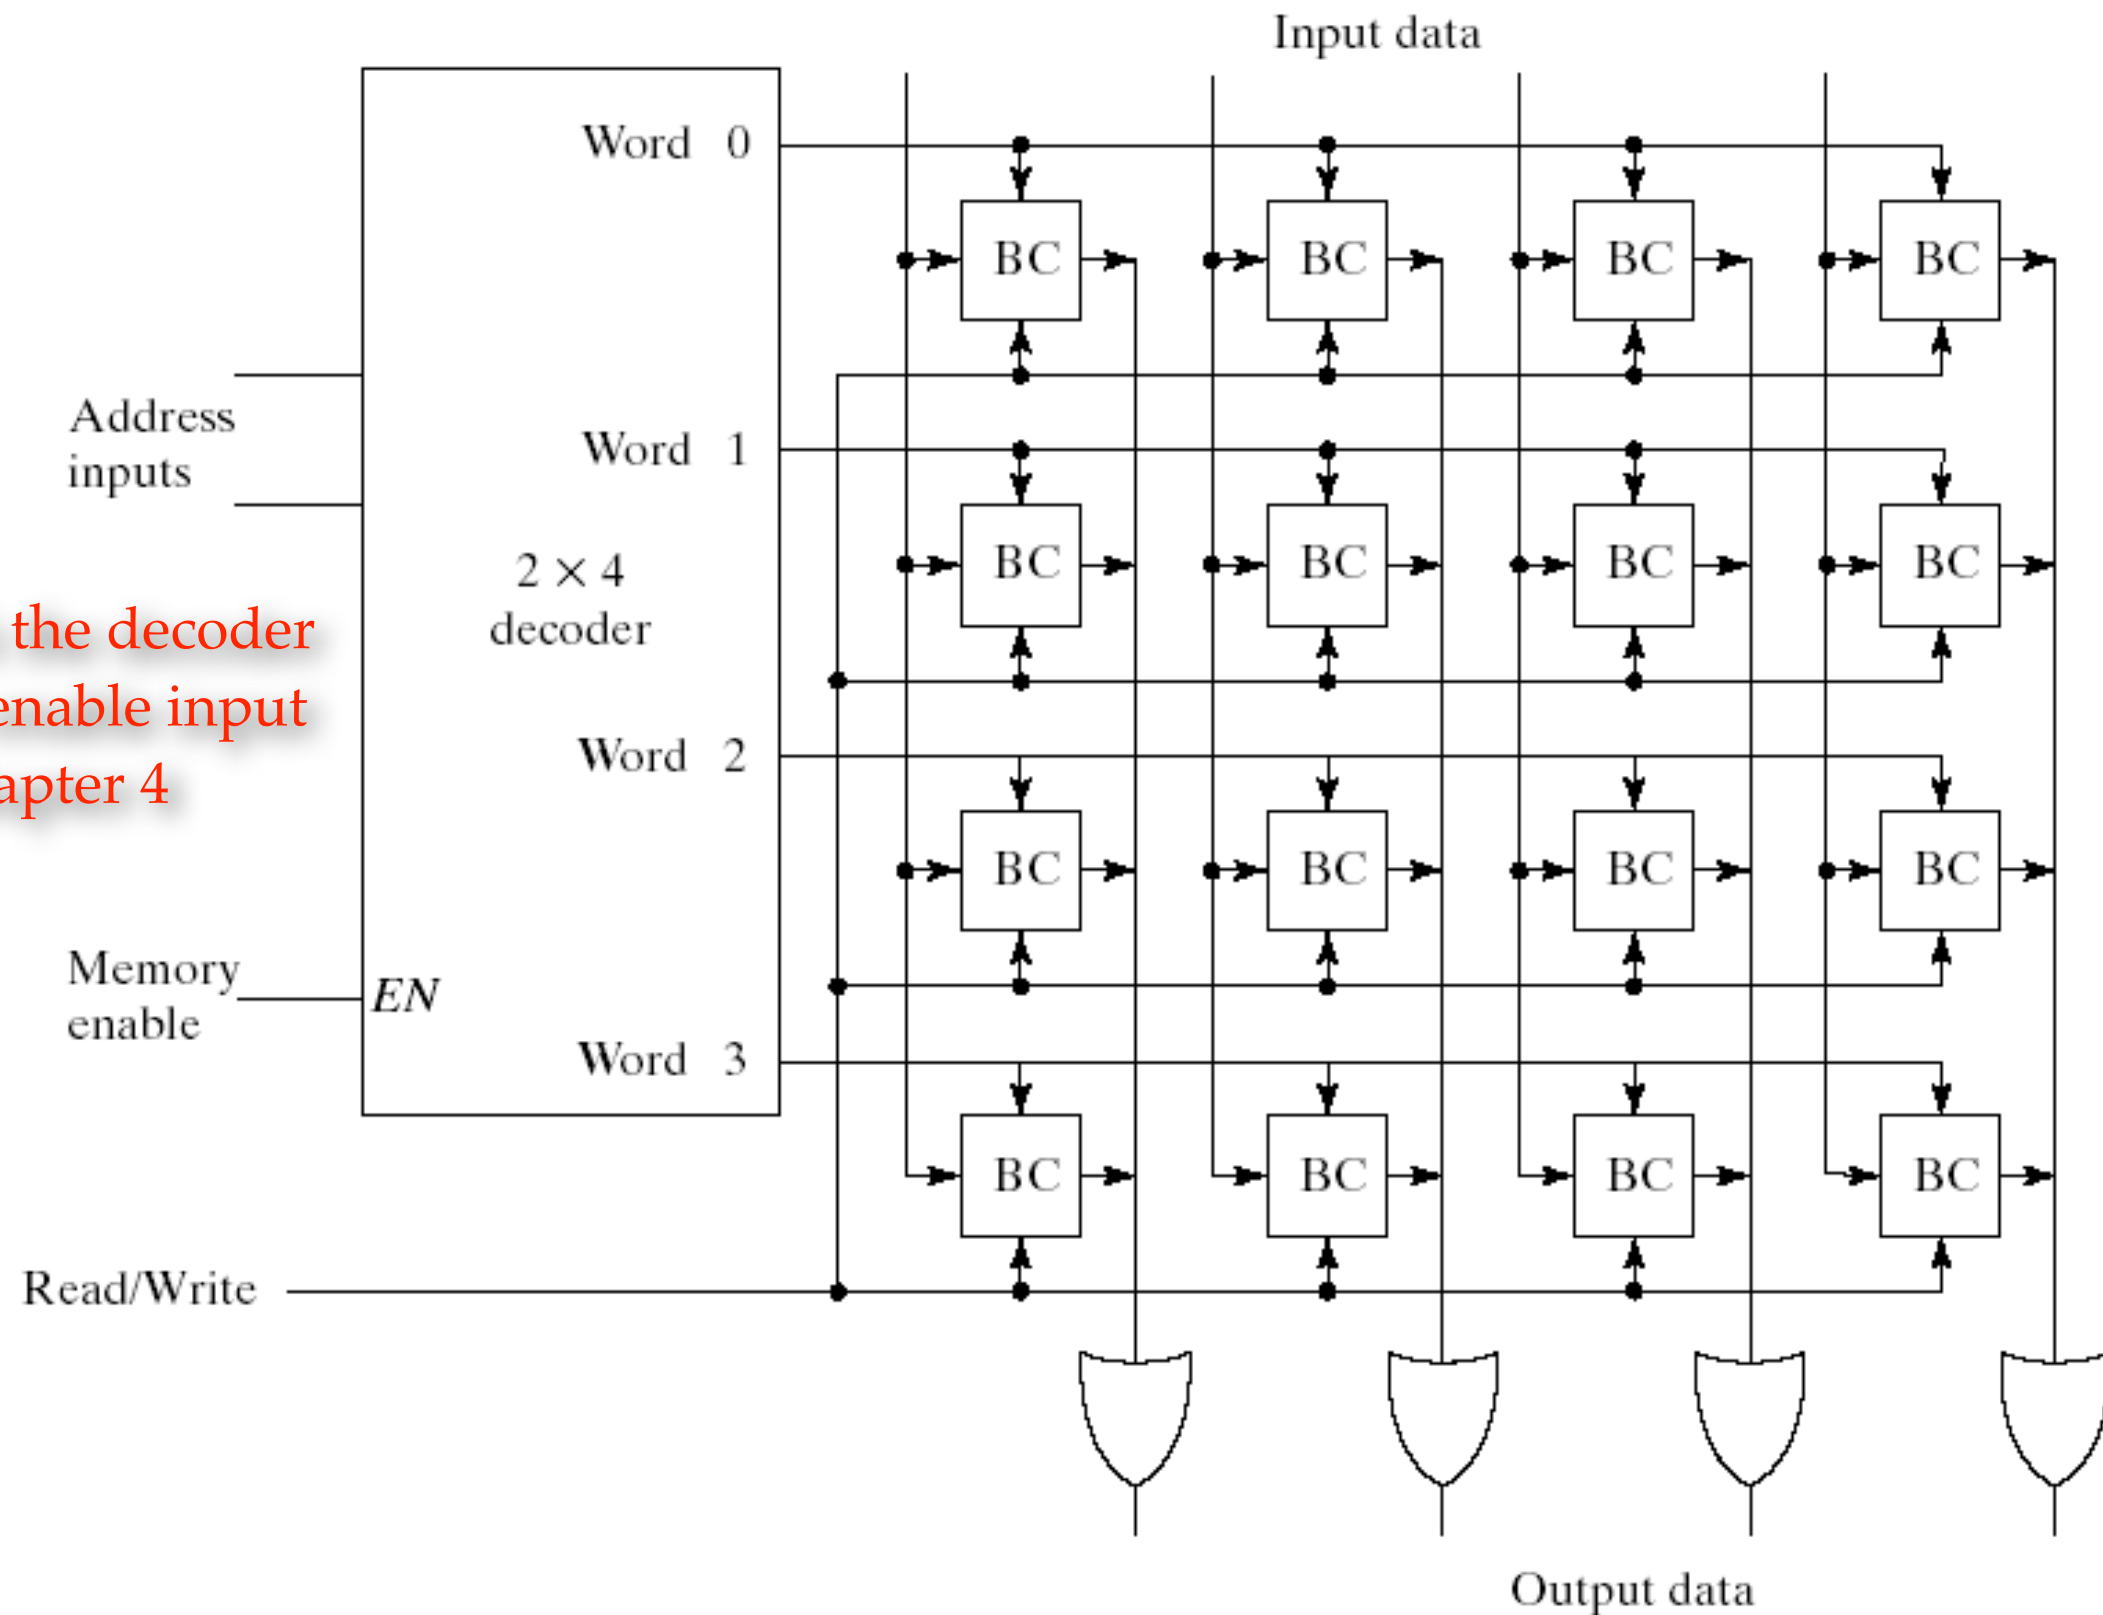 Input data
Word 0
BC BC BC BC
Address
inputs
Word 1
2 × 4
decoder
BC BC BC BC
the decoder
enable input
apter 4
Word 2
BC BC BC BC
Memory
enable
EN
Word 3
BC BC BC BC
Read/Write
Output data